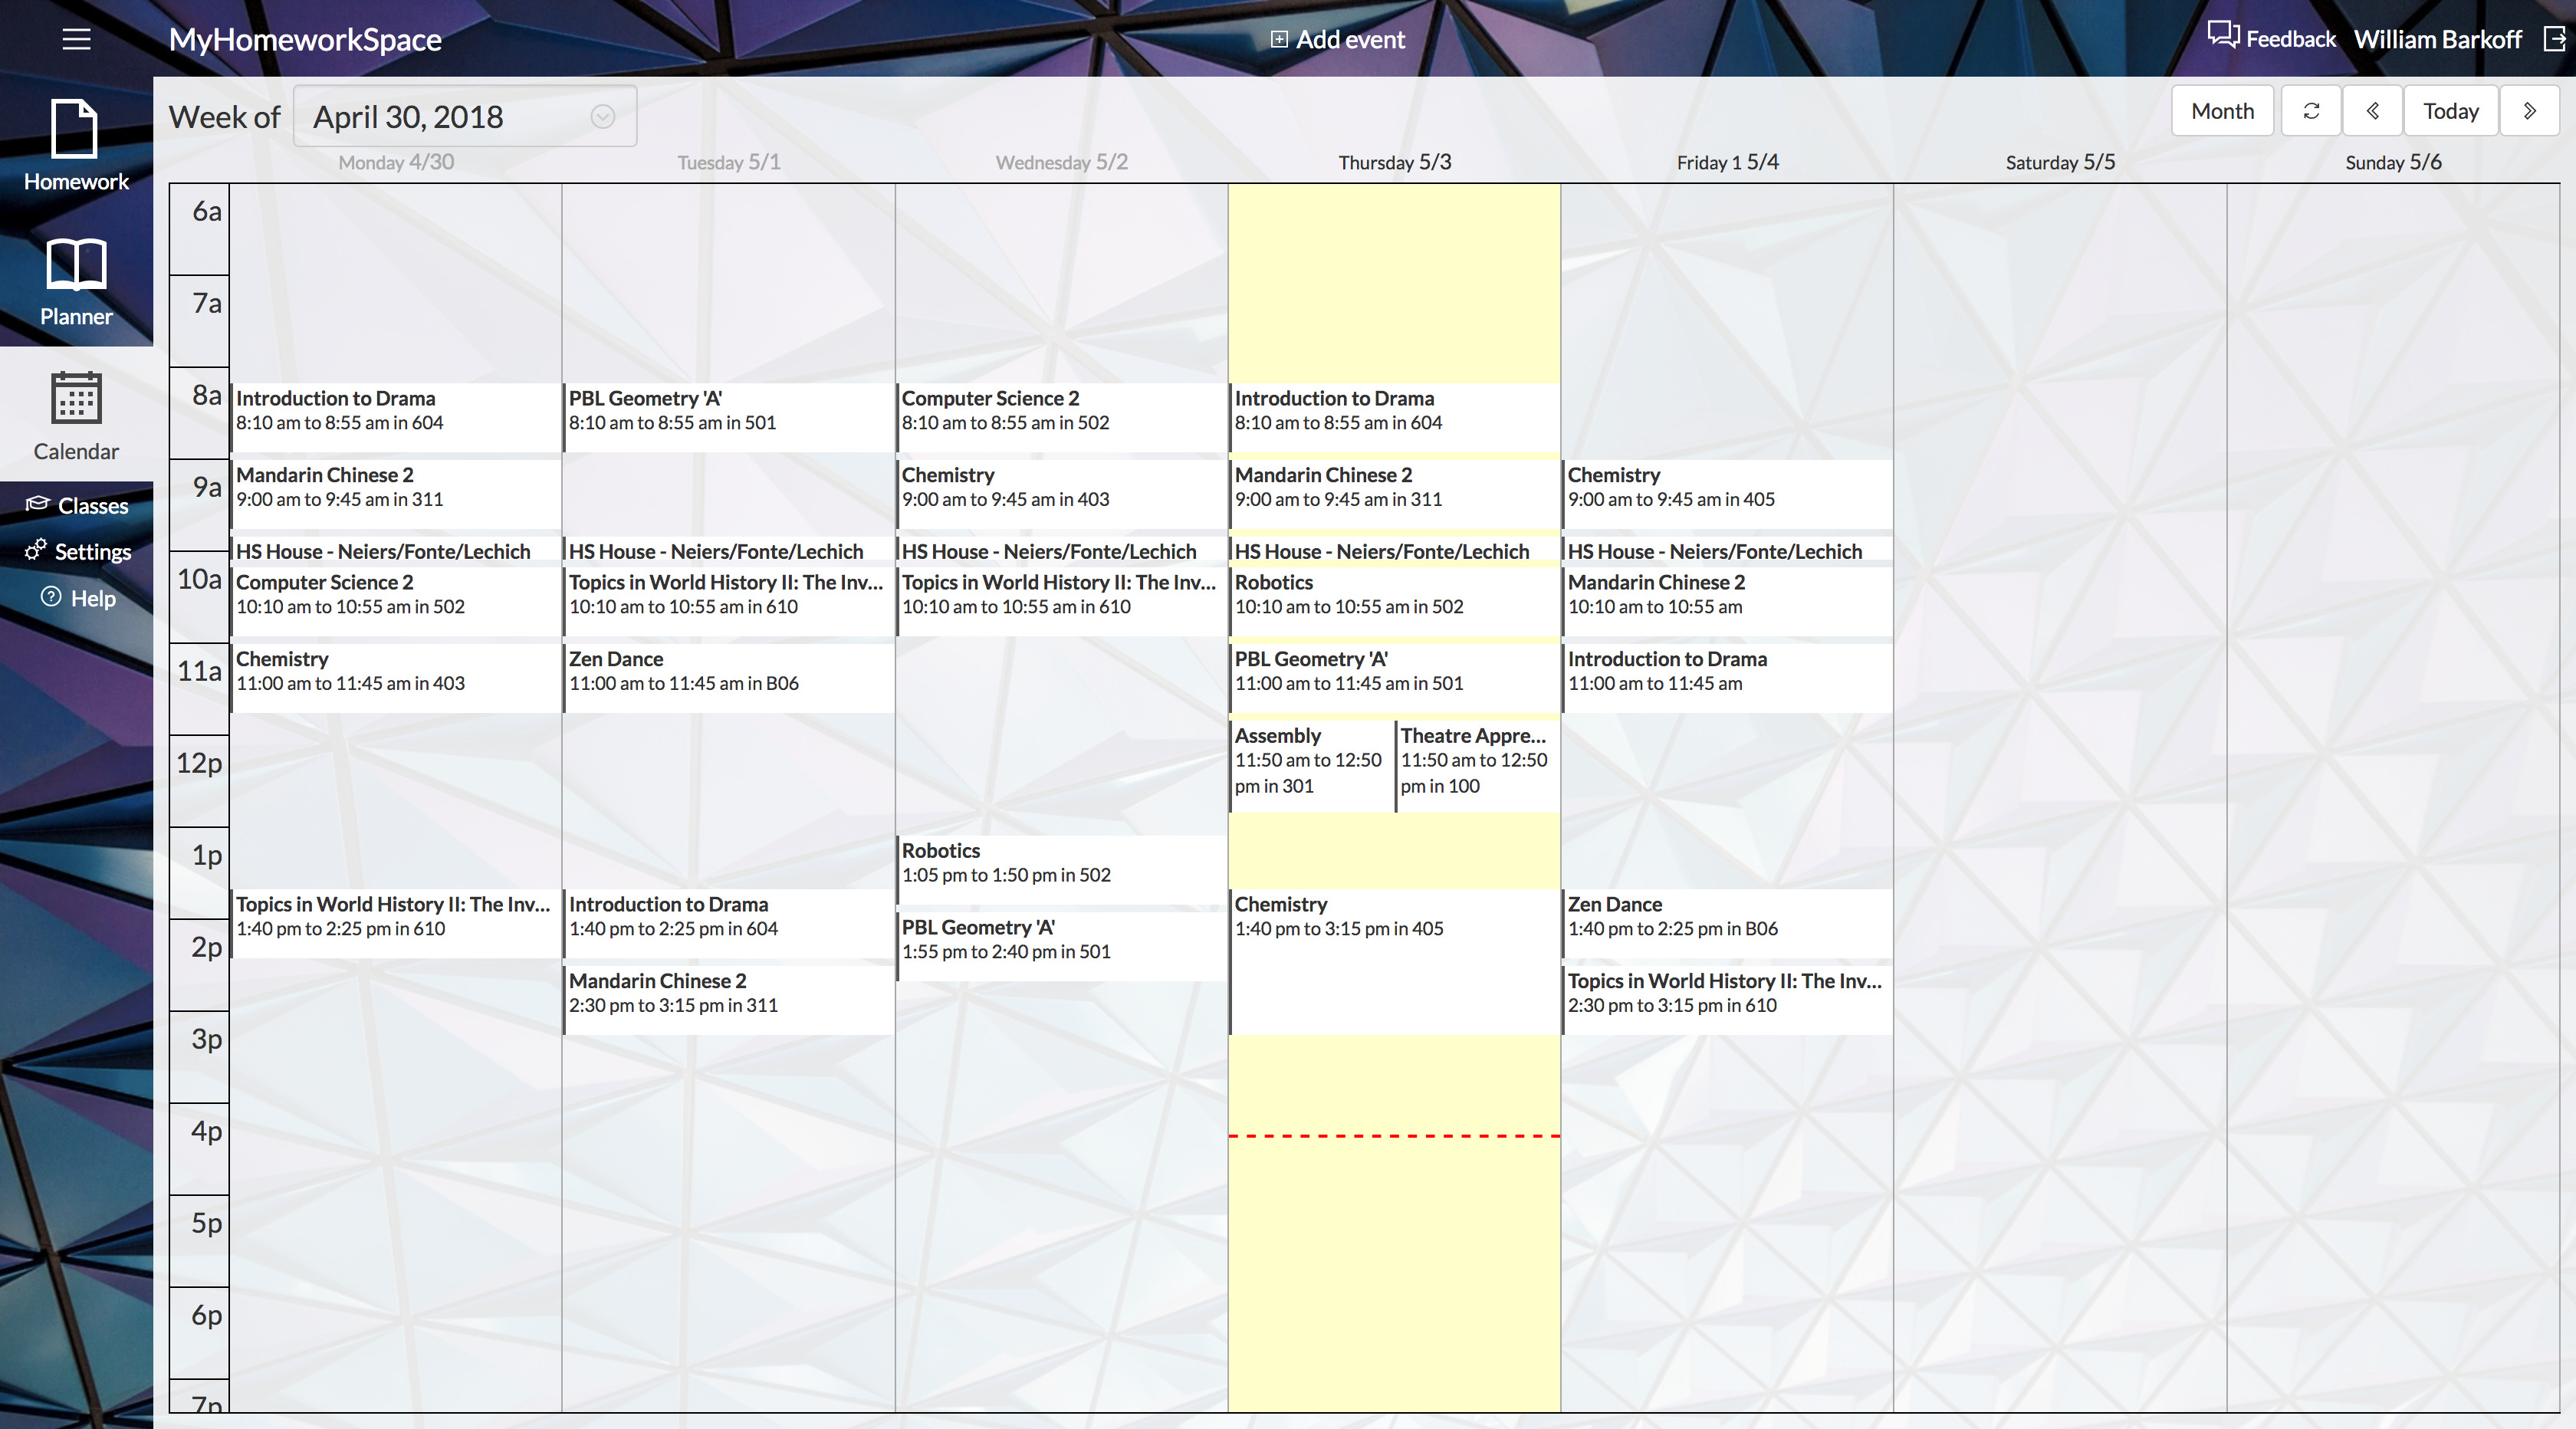 MyHomeworkSpace
Add event
Feedback
William Barkoff
Homework
Planner
Calendar
Classes
Settings
Help
Week of
April 30, 2018
Month
Today
Monday 4/30
Tuesday 5/1
Wednesday 5/2
Thursday 5/3
Friday 1 5/4
Saturday 5/5
Sunday 5/6
6a
7a
8a
9a
10a
11a
12p
1p
2p
3p
4p
5p
6p
7p
Introduction to Drama
8:10 am to 8:55 am in 604
Mandarin Chinese 2
9:00 am to 9:45 am in 311
HS House - Neiers/Fonte/Lechich
Computer Science 2
10:10 am to 10:55 am in 502
Chemistry
11:00 am to 11:45 am in 403
Topics in World History II: The Inv...
1:40 pm to 2:25 pm in 610
PBL Geometry 'A'
8:10 am to 8:55 am in 501
HS House - Neiers/Fonte/Lechich
Topics in World History II: The Inv...
10:10 am to 10:55 am in 610
Zen Dance
11:00 am to 11:45 am in B06
Introduction to Drama
1:40 pm to 2:25 pm in 604
Mandarin Chinese 2
2:30 pm to 3:15 pm in 311
Computer Science 2
8:10 am to 8:55 am in 502
Chemistry
9:00 am to 9:45 am in 403
HS House - Neiers/Fonte/Lechich
Topics in World History II: The Inv...
10:10 am to 10:55 am in 610
Robotics
1:05 pm to 1:50 pm in 502
PBL Geometry 'A'
1:55 pm to 2:40 pm in 501
Introduction to Drama
8:10 am to 8:55 am in 604
Mandarin Chinese 2
9:00 am to 9:45 am in 311
HS House - Neiers/Fonte/Lechich
Robotics
10:10 am to 10:55 am in 502
PBL Geometry 'A'
11:00 am to 11:45 am in 501
Assembly
11:50 am to 12:50
pm in 301
Theatre Appre...
11:50 am to 12:50
pm in 100
Chemistry
1:40 pm to 3:15 pm in 405
Chemistry
9:00 am to 9:45 am in 405
HS House - Neiers/Fonte/Lechich
Mandarin Chinese 2
10:10 am to 10:55 am
Introduction to Drama
11:00 am to 11:45 am
Zen Dance
1:40 pm to 2:25 pm in B06
Topics in World History II: The Inv...
2:30 pm to 3:15 pm in 610